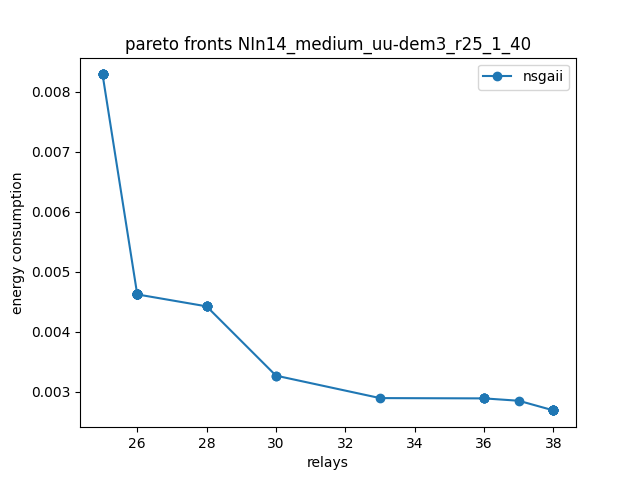 pareto fronts NIn14_medium_uu-dem3_r25_1_40
nsgaii
0.008
0.007
0.006
0.005
0.004
0.003
energy consumption
26 28 30 32 34 36 38
relays